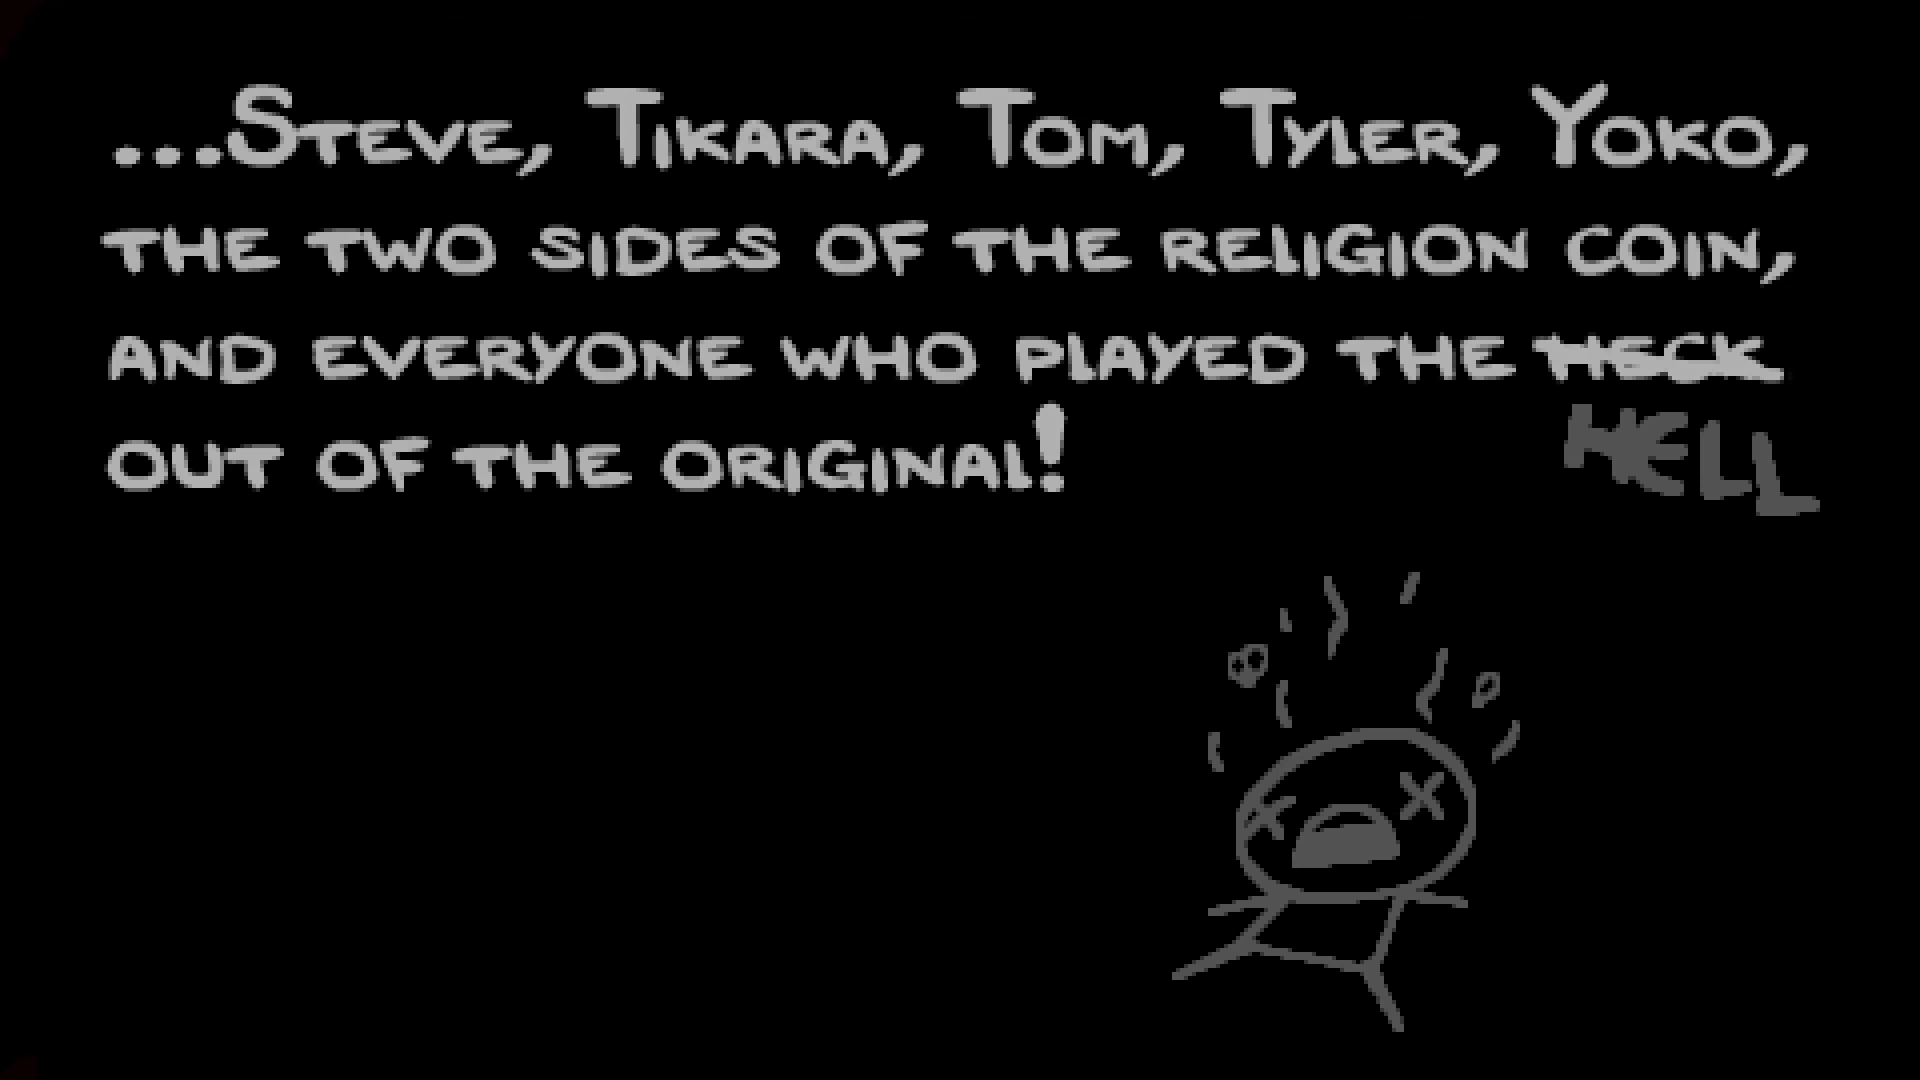 ...Steve, Tikara, Tom, Tyler, Yoko,
the two sides of the religion coin,
and everyone who played the heck
HELL
out of the original!